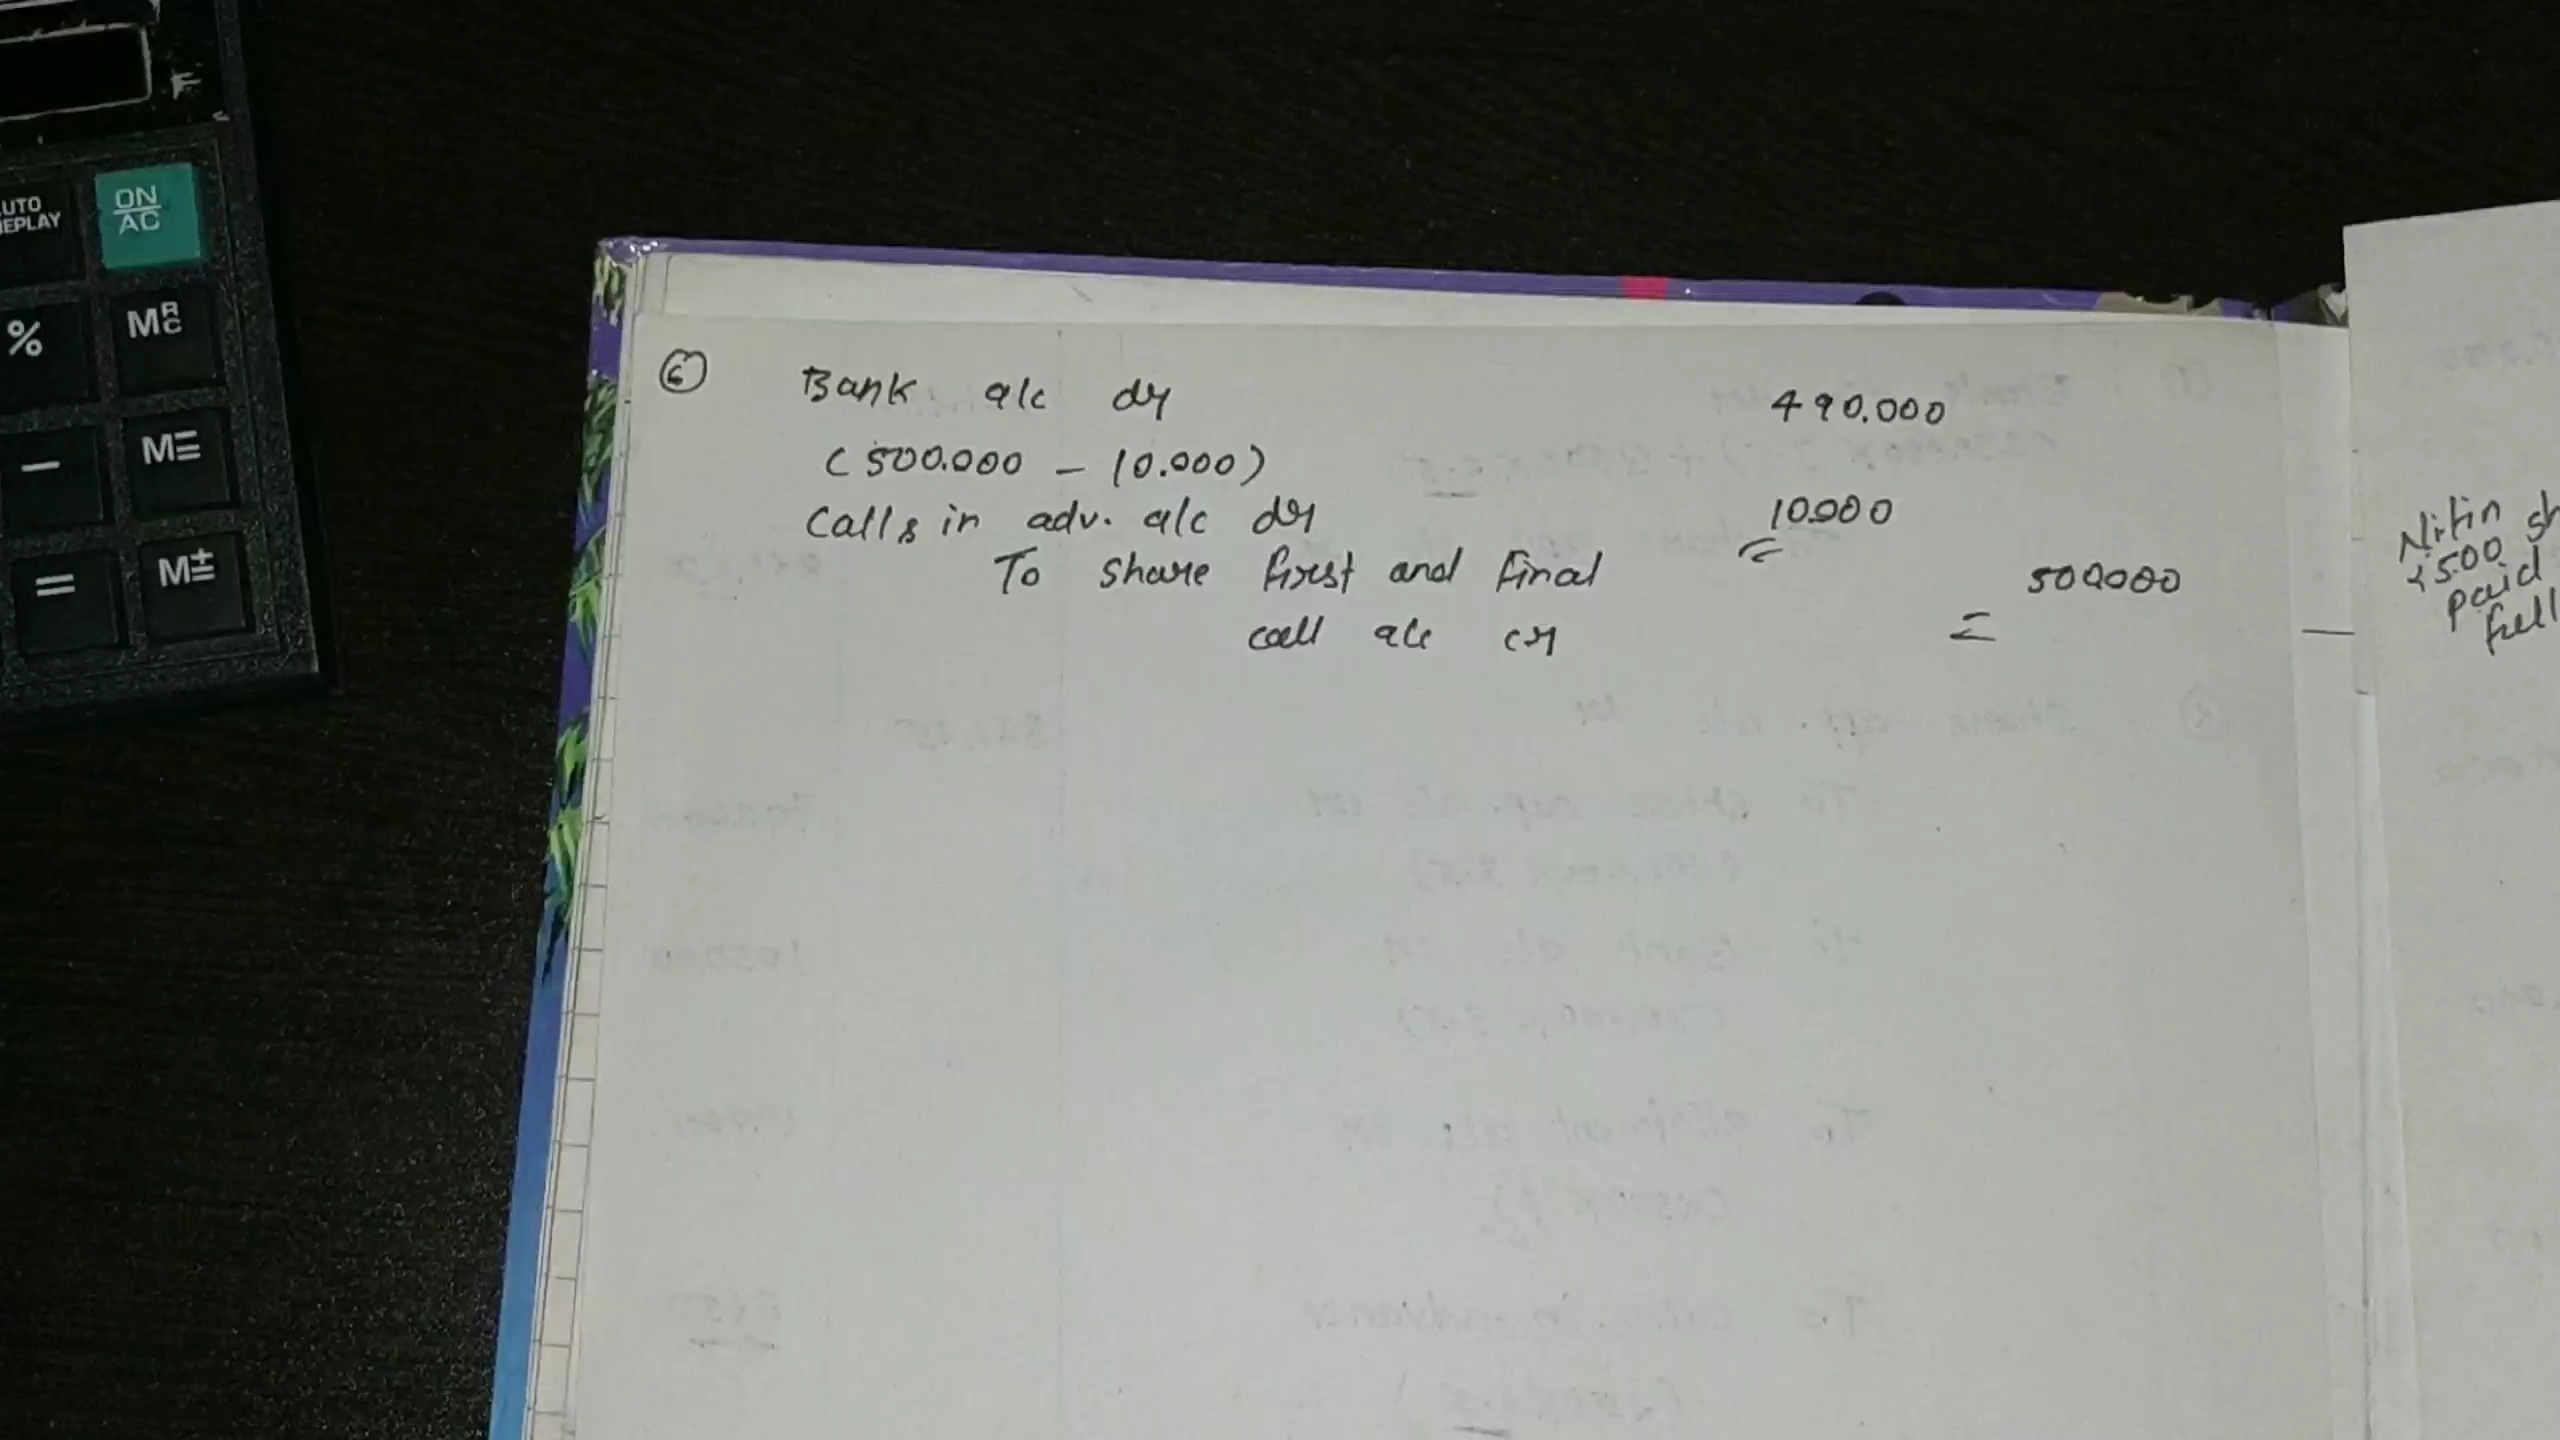 AUTO
REPLAY
ON
AC
%
MRC
−
M=
=
M±
6 Bank a/c dr 490.000
(500.000 - 10.000)
Calls in adv. a/c dr 10.000
To share first and final 500000
call a/c cr
Nitin sh
500
paid
full